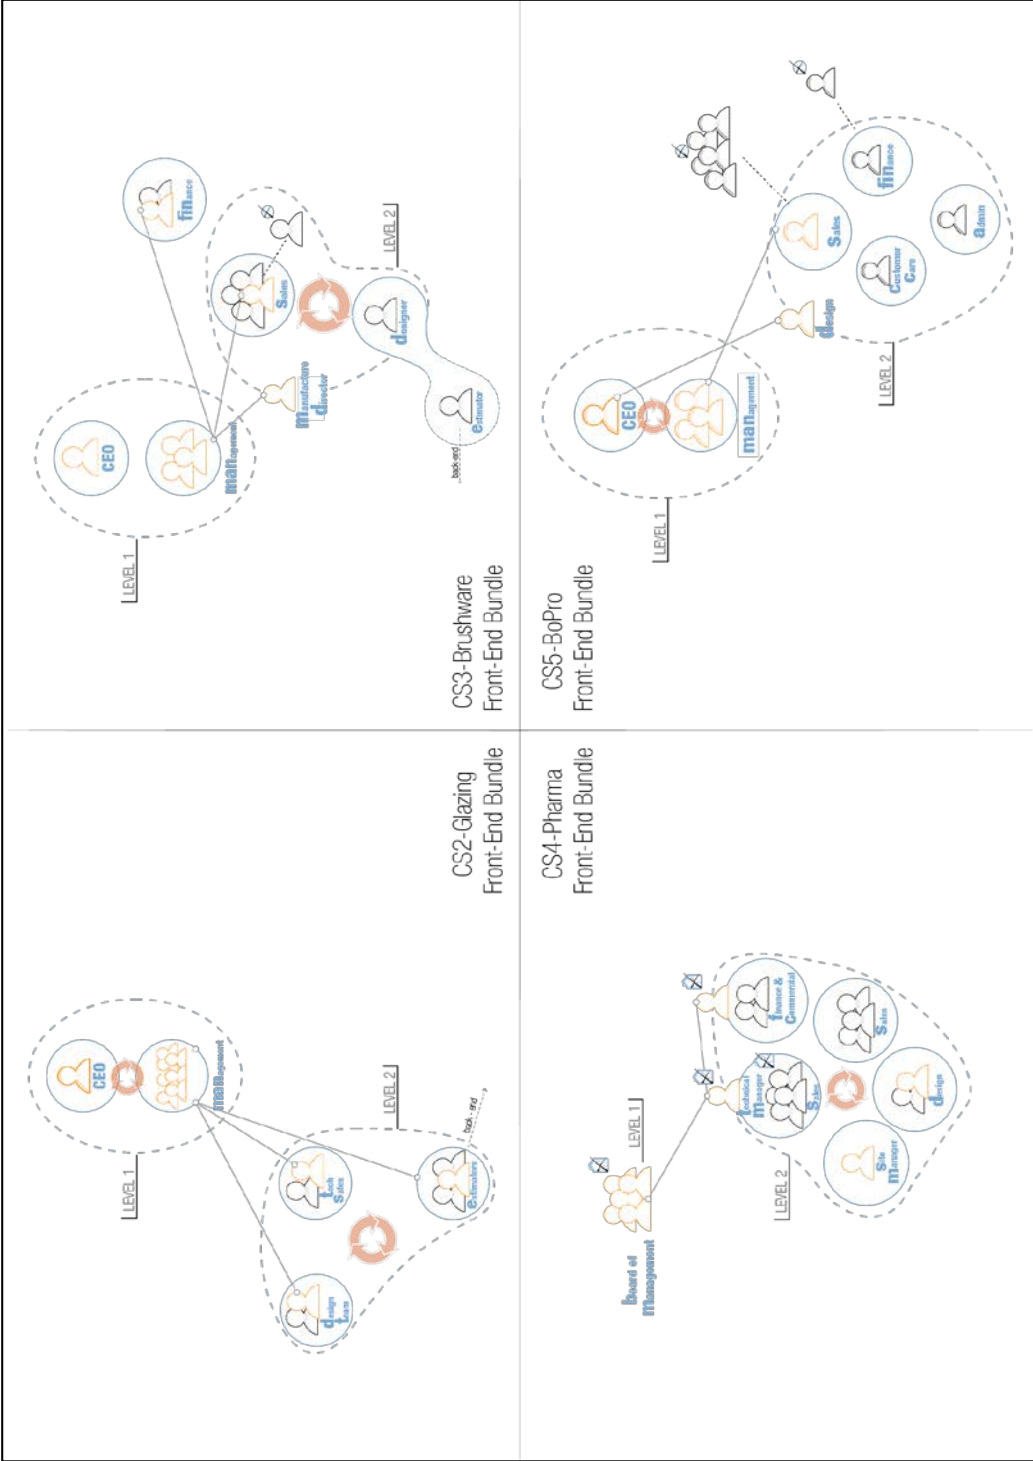 CS2-Glazing
Front-End Bundle
LEVEL 1
CEO
management
LEVEL 2
design
team
tech
sales
estimators
back - end
CS3-Brushware
Front-End Bundle
LEVEL 1
CEO
management
finance
LEVEL 2
sales
manufacture
director
designer
estimator
back-end
CS4-Pharma
Front-End Bundle
board of
management
LEVEL 1
LEVEL 2
technical
manager
sales
finance &
commercial
sales
site
manager
design
CS5-BoPro
Front-End Bundle
LEVEL 1
CEO
management
LEVEL 2
design
sales
finance
customer
care
admin